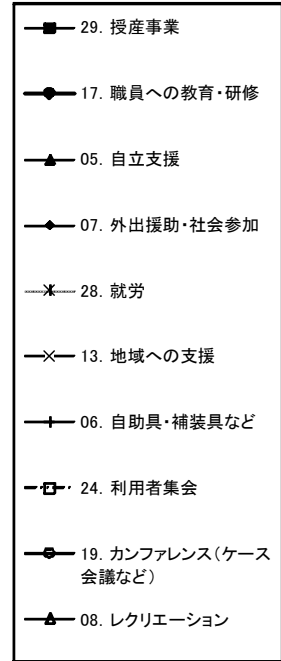 29. 授産事業
17. 職員への教育・研修
05. 自立支援
07. 外出援助・社会参加
28. 就労
13. 地域への支援
06. 自助具・補装具など
24. 利用者集会
19. カンファレンス(ケース
会議など)
08. レクリエーション